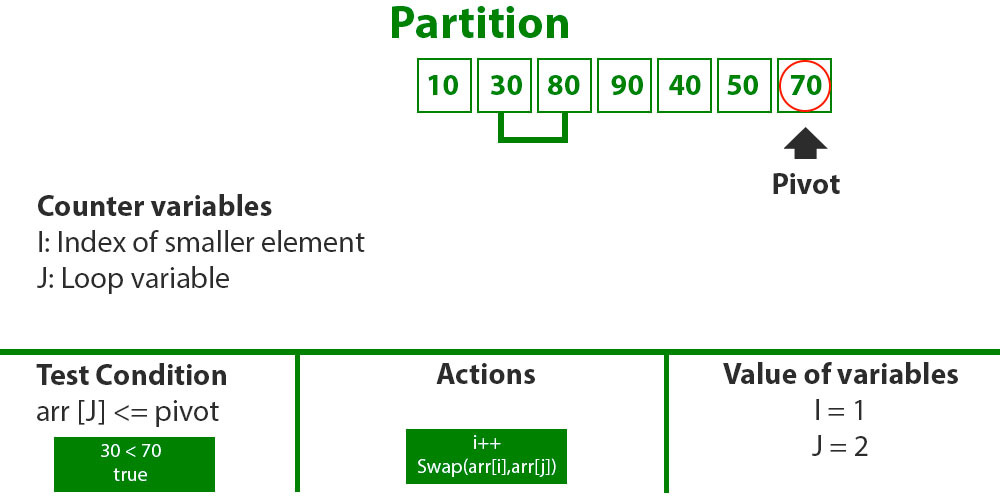 Partition
10 30 80 90 40 50 70
Pivot
Counter variables
I: Index of smaller element
J: Loop variable
Test Condition
arr [J] <= pivot
30 < 70
true
Actions
i++
Swap(arr[i],arr[j])
Value of variables
I = 1
J = 2